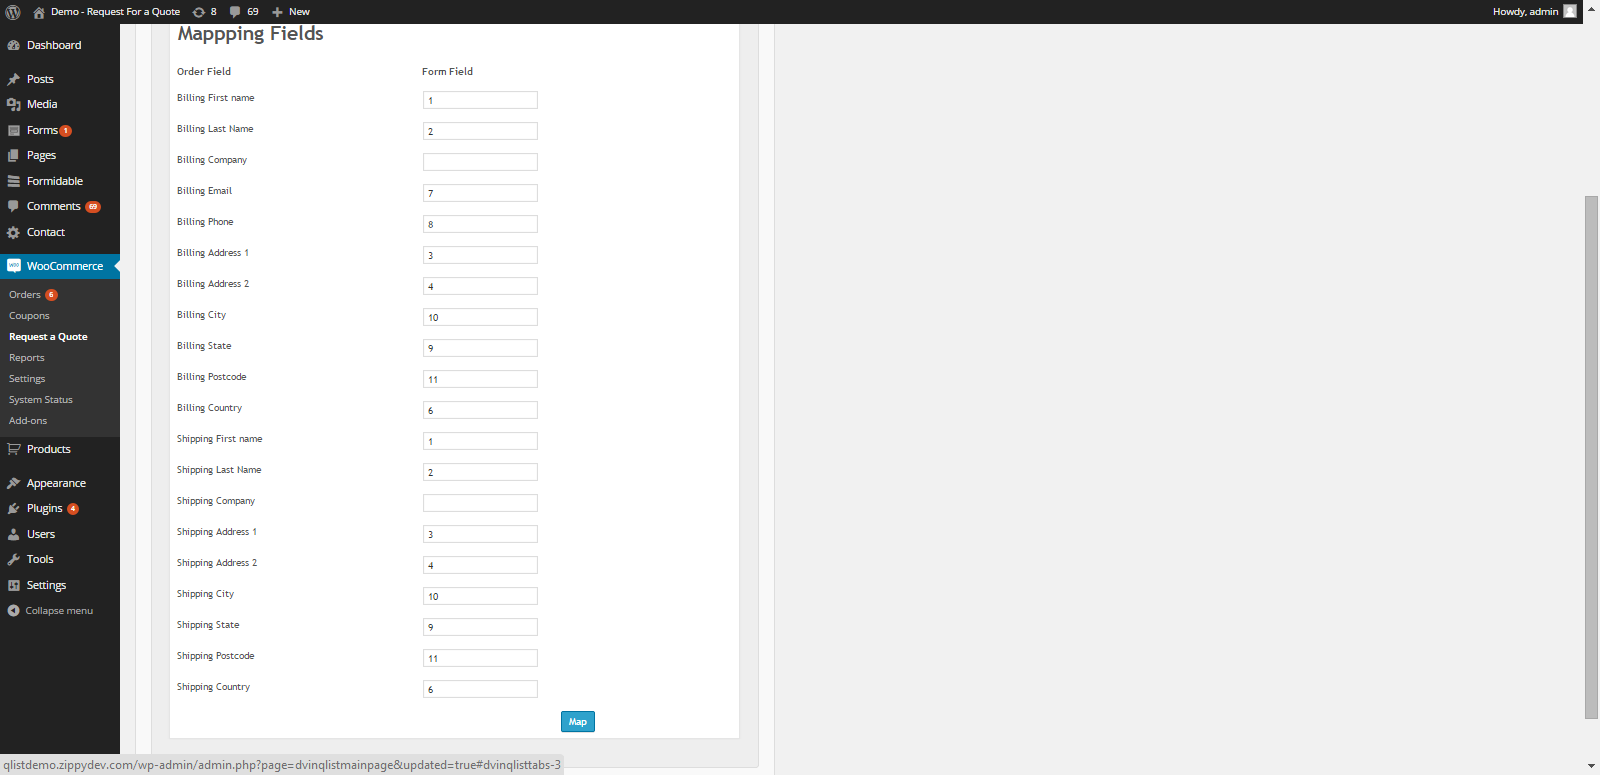 Demo - Request For a Quote 8 69 New Howdy, admin
Dashboard
Posts
Media
Forms 1
Pages
Formidable
Comments 69
Contact
WooCommerce
Orders 6
Coupons
Request a Quote
Reports
Settings
System Status
Add-ons
Products
Appearance
Plugins 4
Users
Tools
Settings
Collapse menu
Mappping Fields
Order Field Form Field
Billing First name 1
Billing Last Name 2
Billing Company
Billing Email 7
Billing Phone 8
Billing Address 1 3
Billing Address 2 4
Billing City 10
Billing State 9
Billing Postcode 11
Billing Country 6
Shipping First name 1
Shipping Last Name 2
Shipping Company
Shipping Address 1 3
Shipping Address 2 4
Shipping City 10
Shipping State 9
Shipping Postcode 11
Shipping Country 6
Map
qlistdemo.zippydev.com/wp-admin/admin.php?page=dvinqlistmainpage&updated=true#dvinqlisttabs-3